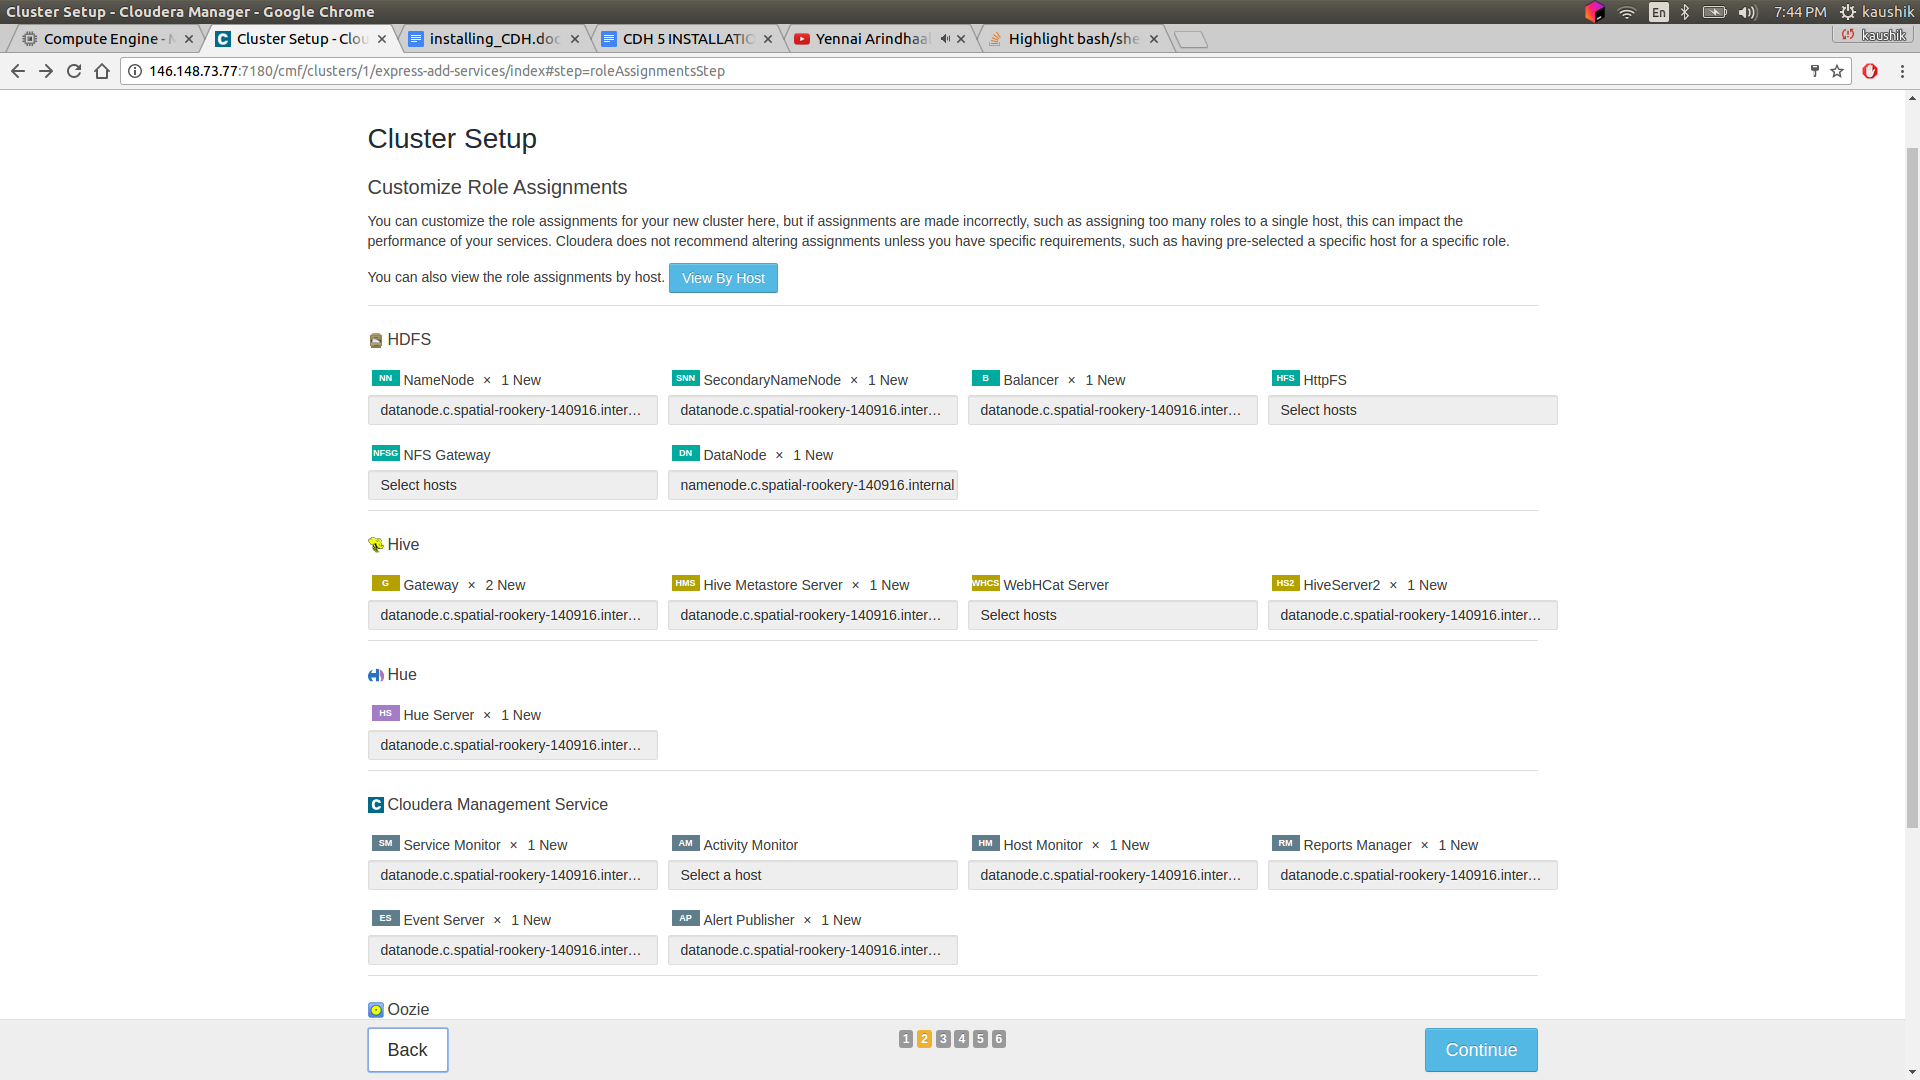 Cluster Setup - Cloudera Manager - Google Chrome
En
7:44 PM
kaushik
Compute Engine -
Cluster Setup - Clou
installing_CDH.doc
CDH 5 INSTALLATIO
Yennai Arindhaal
Highlight bash/she
kaushik
146.148.73.77:7180/cmf/clusters/1/express-add-services/index#step=roleAssignmentsStep
Cluster Setup
Customize Role Assignments
You can customize the role assignments for your new cluster here, but if assignments are made incorrectly, such as assigning too many roles to a single host, this can impact the
performance of your services. Cloudera does not recommend altering assignments unless you have specific requirements, such as having pre-selected a specific host for a specific role.
You can also view the role assignments by host. View By Host
HDFS
NN NameNode × 1 New
SNN SecondaryNameNode × 1 New
B Balancer × 1 New
HFS HttpFS
datanode.c.spatial-rookery-140916.inter...
datanode.c.spatial-rookery-140916.inter...
datanode.c.spatial-rookery-140916.inter...
Select hosts
NFSG NFS Gateway
DN DataNode × 1 New
Select hosts
namenode.c.spatial-rookery-140916.internal
Hive
G Gateway × 2 New
HMS Hive Metastore Server × 1 New
WHCS WebHCat Server
HS2 HiveServer2 × 1 New
datanode.c.spatial-rookery-140916.inter...
datanode.c.spatial-rookery-140916.inter...
Select hosts
datanode.c.spatial-rookery-140916.inter...
Hue
HS Hue Server × 1 New
datanode.c.spatial-rookery-140916.inter...
C Cloudera Management Service
SM Service Monitor × 1 New
AM Activity Monitor
HM Host Monitor × 1 New
RM Reports Manager × 1 New
datanode.c.spatial-rookery-140916.inter...
Select a host
datanode.c.spatial-rookery-140916.inter...
datanode.c.spatial-rookery-140916.inter...
ES Event Server × 1 New
AP Alert Publisher × 1 New
datanode.c.spatial-rookery-140916.inter...
datanode.c.spatial-rookery-140916.inter...
Oozie
Back
1 2 3 4 5 6
Continue